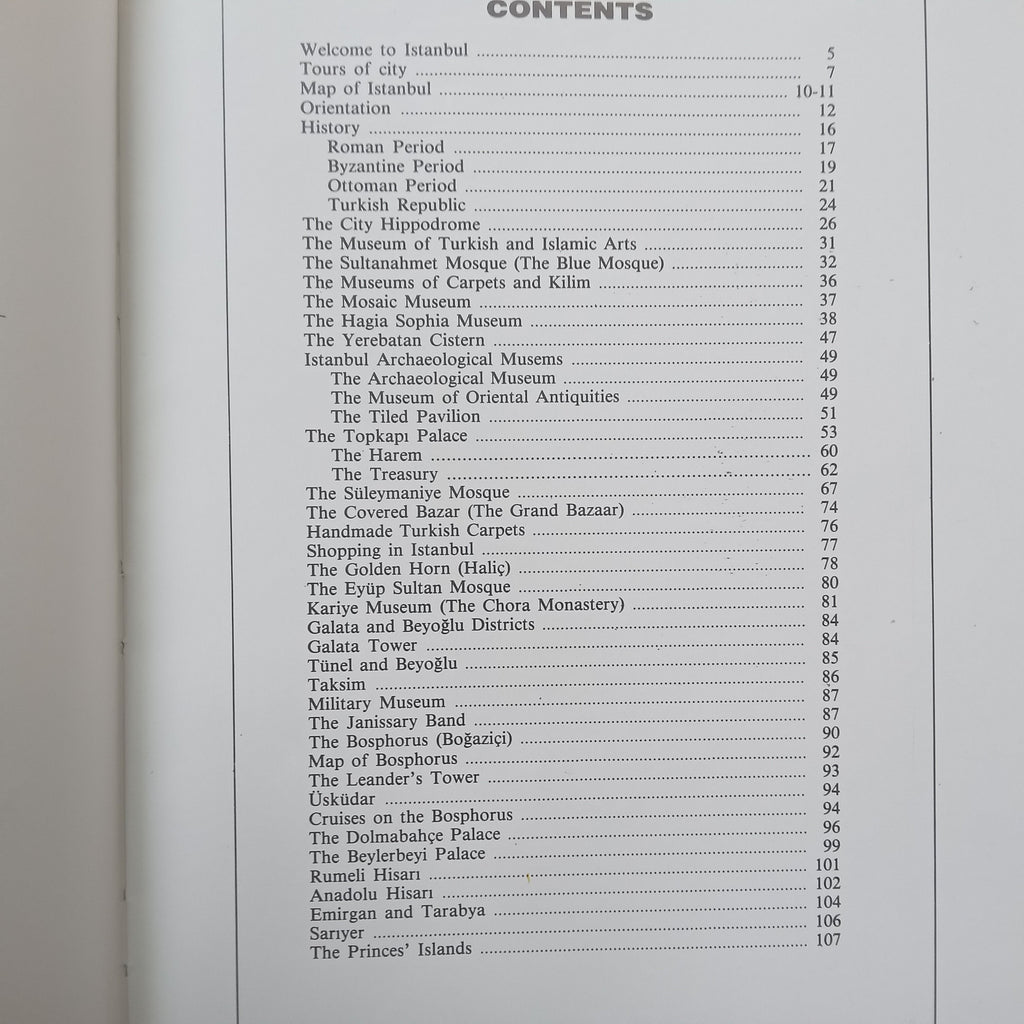 CONTENTS
Welcome to Istanbul ........ 5
Tours of city ........ 7
Map of Istanbul ........ 10-11
Orientation ........ 12
History ........ 16
Roman Period ........ 17
Byzantine Period ........ 19
Ottoman Period ........ 21
Turkish Republic ........ 24
The City Hippodrome ........ 26
The Museum of Turkish and Islamic Arts ........ 31
The Sultanahmet Mosque (The Blue Mosque) ........ 32
The Museums of Carpets and Kilim ........ 36
The Mosaic Museum ........ 37
The Hagia Sophia Museum ........ 38
The Yerebatan Cistern ........ 47
Istanbul Archaeological Musems ........ 49
The Archaeological Museum ........ 49
The Museum of Oriental Antiquities ........ 49
The Tiled Pavilion ........ 51
The Topkapı Palace ........ 53
The Harem ........ 60
The Treasury ........ 62
The Süleymaniye Mosque ........ 67
The Covered Bazar (The Grand Bazaar) ........ 74
Handmade Turkish Carpets ........ 76
Shopping in Istanbul ........ 77
The Golden Horn (Haliç) ........ 78
The Eyüp Sultan Mosque ........ 80
Kariye Museum (The Chora Monastery) ........ 81
Galata and Beyoğlu Districts ........ 84
Galata Tower ........ 84
Tünel and Beyoğlu ........ 85
Taksim ........ 86
Military Museum ........ 87
The Janissary Band ........ 87
The Bosphorus (Boğaziçi) ........ 90
Map of Bosphorus ........ 92
The Leander's Tower ........ 93
Üsküdar ........ 94
Cruises on the Bosphorus ........ 94
The Dolmabahçe Palace ........ 96
The Beylerbeyi Palace ........ 99
Rumeli Hisarı ........ 101
Anadolu Hisarı ........ 102
Emirgan and Tarabya ........ 104
Sarıyer ........ 106
The Princes' Islands ........ 107